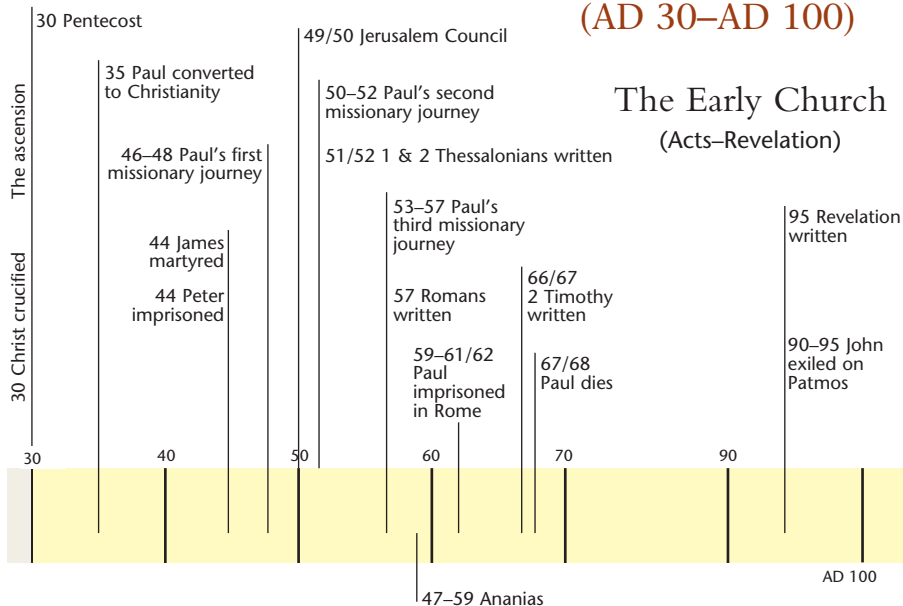 (AD 30–AD 100)
The Early Church
(Acts–Revelation)
30 Pentecost
The ascension
30 Christ crucified
35 Paul converted
to Christianity
46–48 Paul's first
missionary journey
44 James
martyred
44 Peter
imprisoned
49/50 Jerusalem Council
50–52 Paul's second
missionary journey
51/52 1 & 2 Thessalonians written
53–57 Paul's
third missionary
journey
57 Romans
written
59–61/62
Paul
imprisoned
in Rome
66/67
2 Timothy
written
67/68
Paul dies
95 Revelation
written
90–95 John
exiled on
Patmos
30
40
50
60
70
90
AD 100
47–59 Ananias